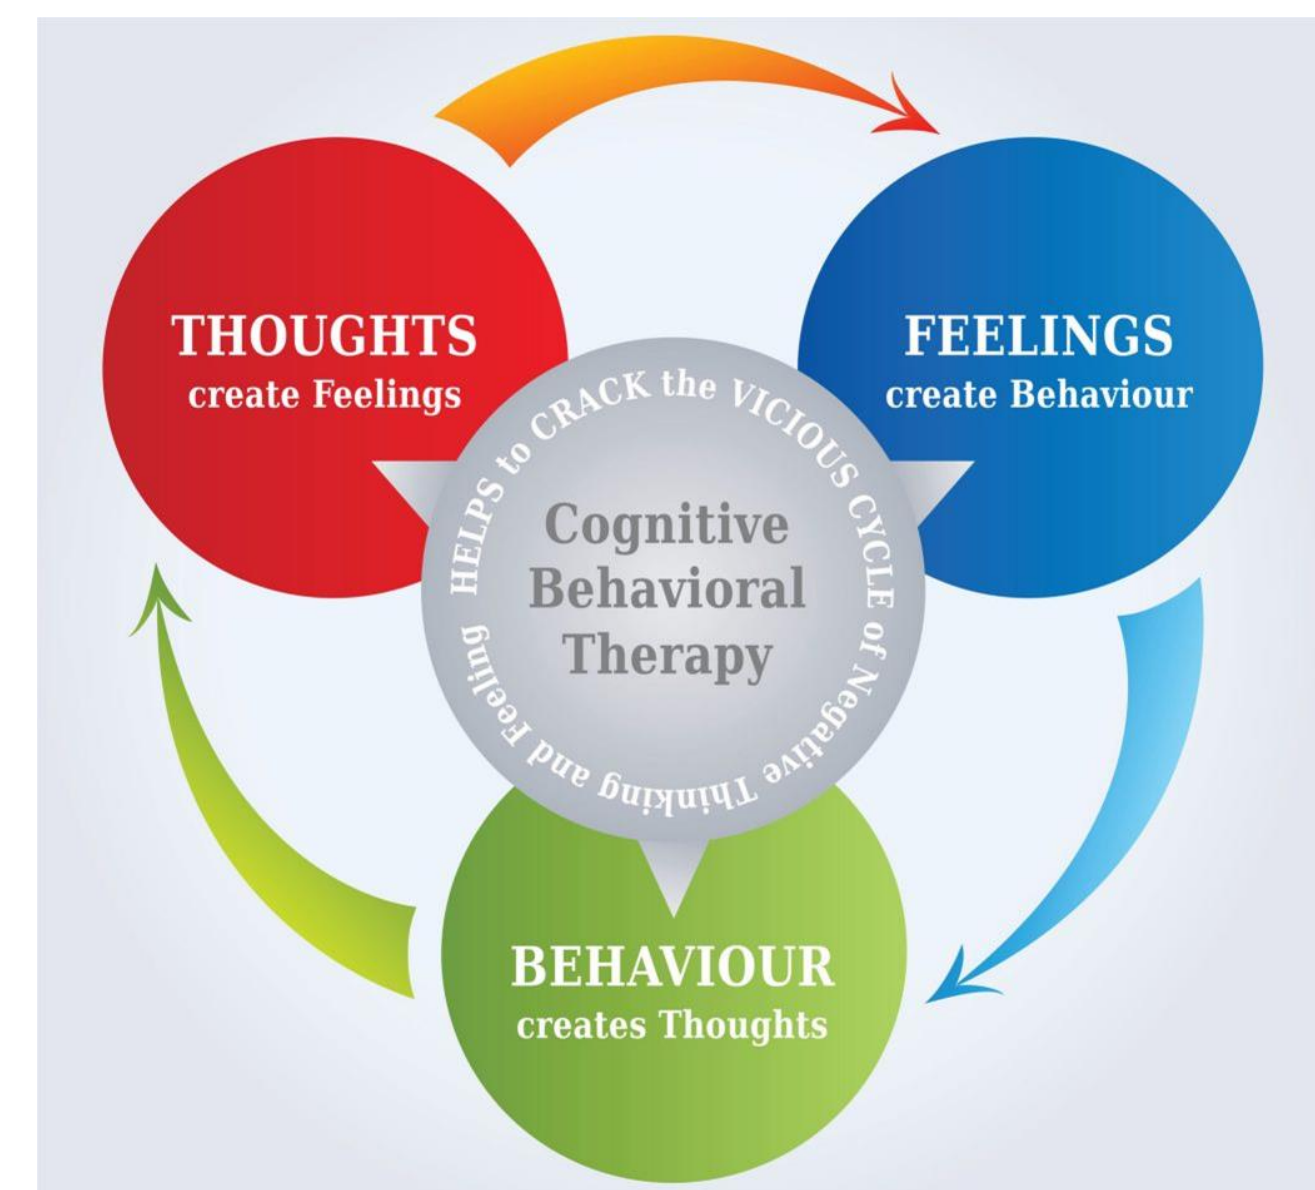 THOUGHTS
create Feelings
FEELINGS
create Behaviour
HELPS to CRACK the VICIOUS CYCLE of Negative Thinking and Feeling
Cognitive
Behavioral
Therapy
BEHAVIOUR
creates Thoughts